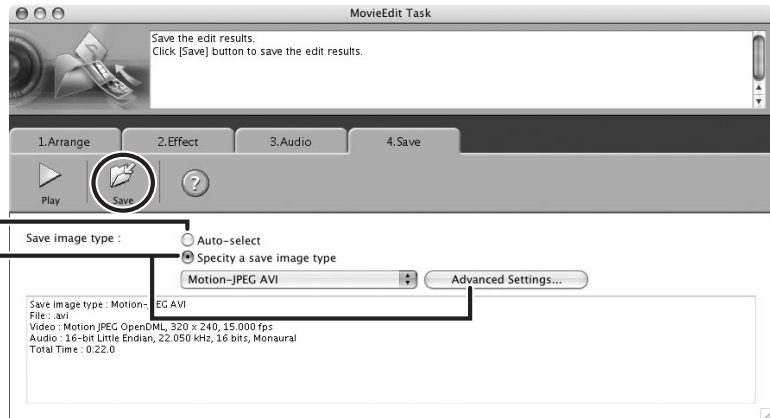 MovieEdit Task
Save the edit results.
Click [Save] button to save the edit results.
1.Arrange
2.Effect
3.Audio
4.Save
Play
Save
?
Save image type :
Auto-select
Specity a save image type
Motion-JPEG AVI
Advanced Settings...
Save image type : Motion-JPEG AVI
File : .avi
Video : Motion JPEG OpenDML, 320 x 240, 15.000 fps
Audio : 16-bit Little Endian, 22.050 kHz, 16 bits, Monaural
Total Time : 0:22.0